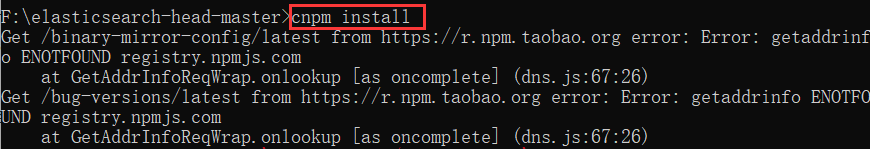 F:\elasticsearch-head-master>cnpm install
Get /binary-mirror-config/latest from https://r.npm.taobao.org error: Error: getaddrinf
o ENOTFOUND registry.npmjs.com
    at GetAddrInfoReqWrap.onlookup [as oncomplete] (dns.js:67:26)
Get /bug-versions/latest from https://r.npm.taobao.org error: Error: getaddrinfo ENOTFO
UND registry.npmjs.com
    at GetAddrInfoReqWrap.onlookup [as oncomplete] (dns.js:67:26)